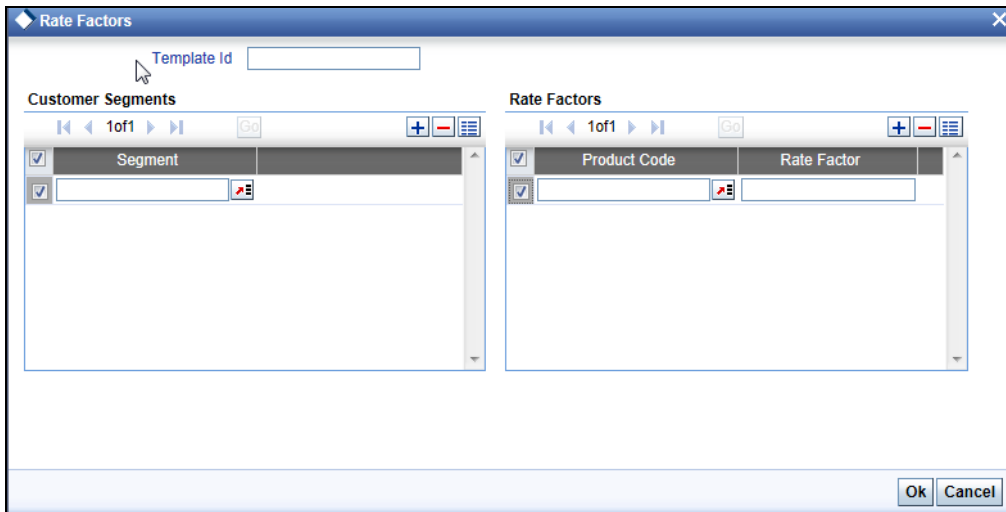 Rate Factors
Template Id
Customer Segments
1of1 Go
Segment
Rate Factors
1of1 Go
Product Code Rate Factor
Ok Cancel